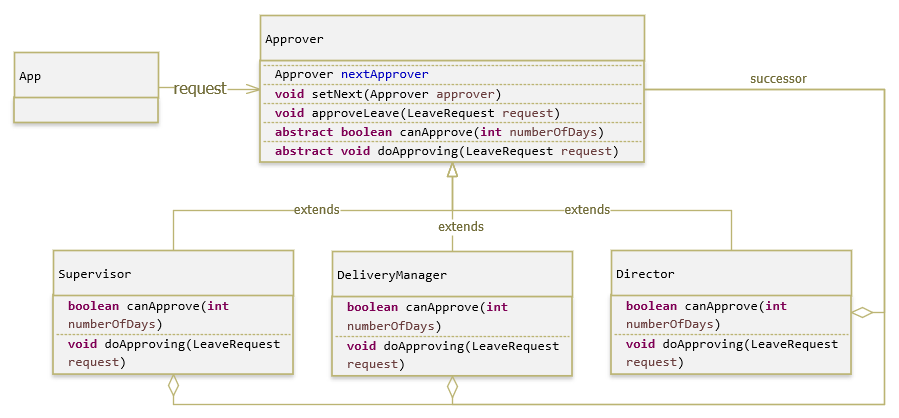 Approver
App
Approver nextApprover
successor
request
void setNext(Approver approver)
void approveLeave(LeaveRequest request)
abstract boolean canApprove(int numberOfDays)
abstract void doApproving(LeaveRequest request)
extends
extends
extends
Supervisor
boolean canApprove(int
numberOfDays)
void doApproving(LeaveRequest
request)
DeliveryManager
boolean canApprove(int
numberOfDays)
void doApproving(LeaveRequest
request)
Director
boolean canApprove(int
numberOfDays)
void doApproving(LeaveRequest
request)